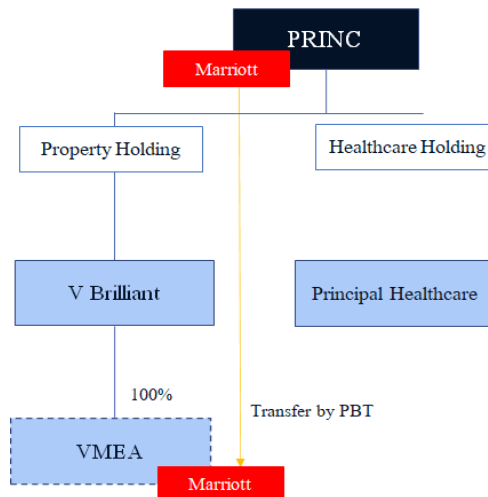 PRINC
Marriott
Property Holding
Healthcare Holding
V Brilliant
Principal Healthcare
100%
Transfer by PBT
VMEA
Marriott